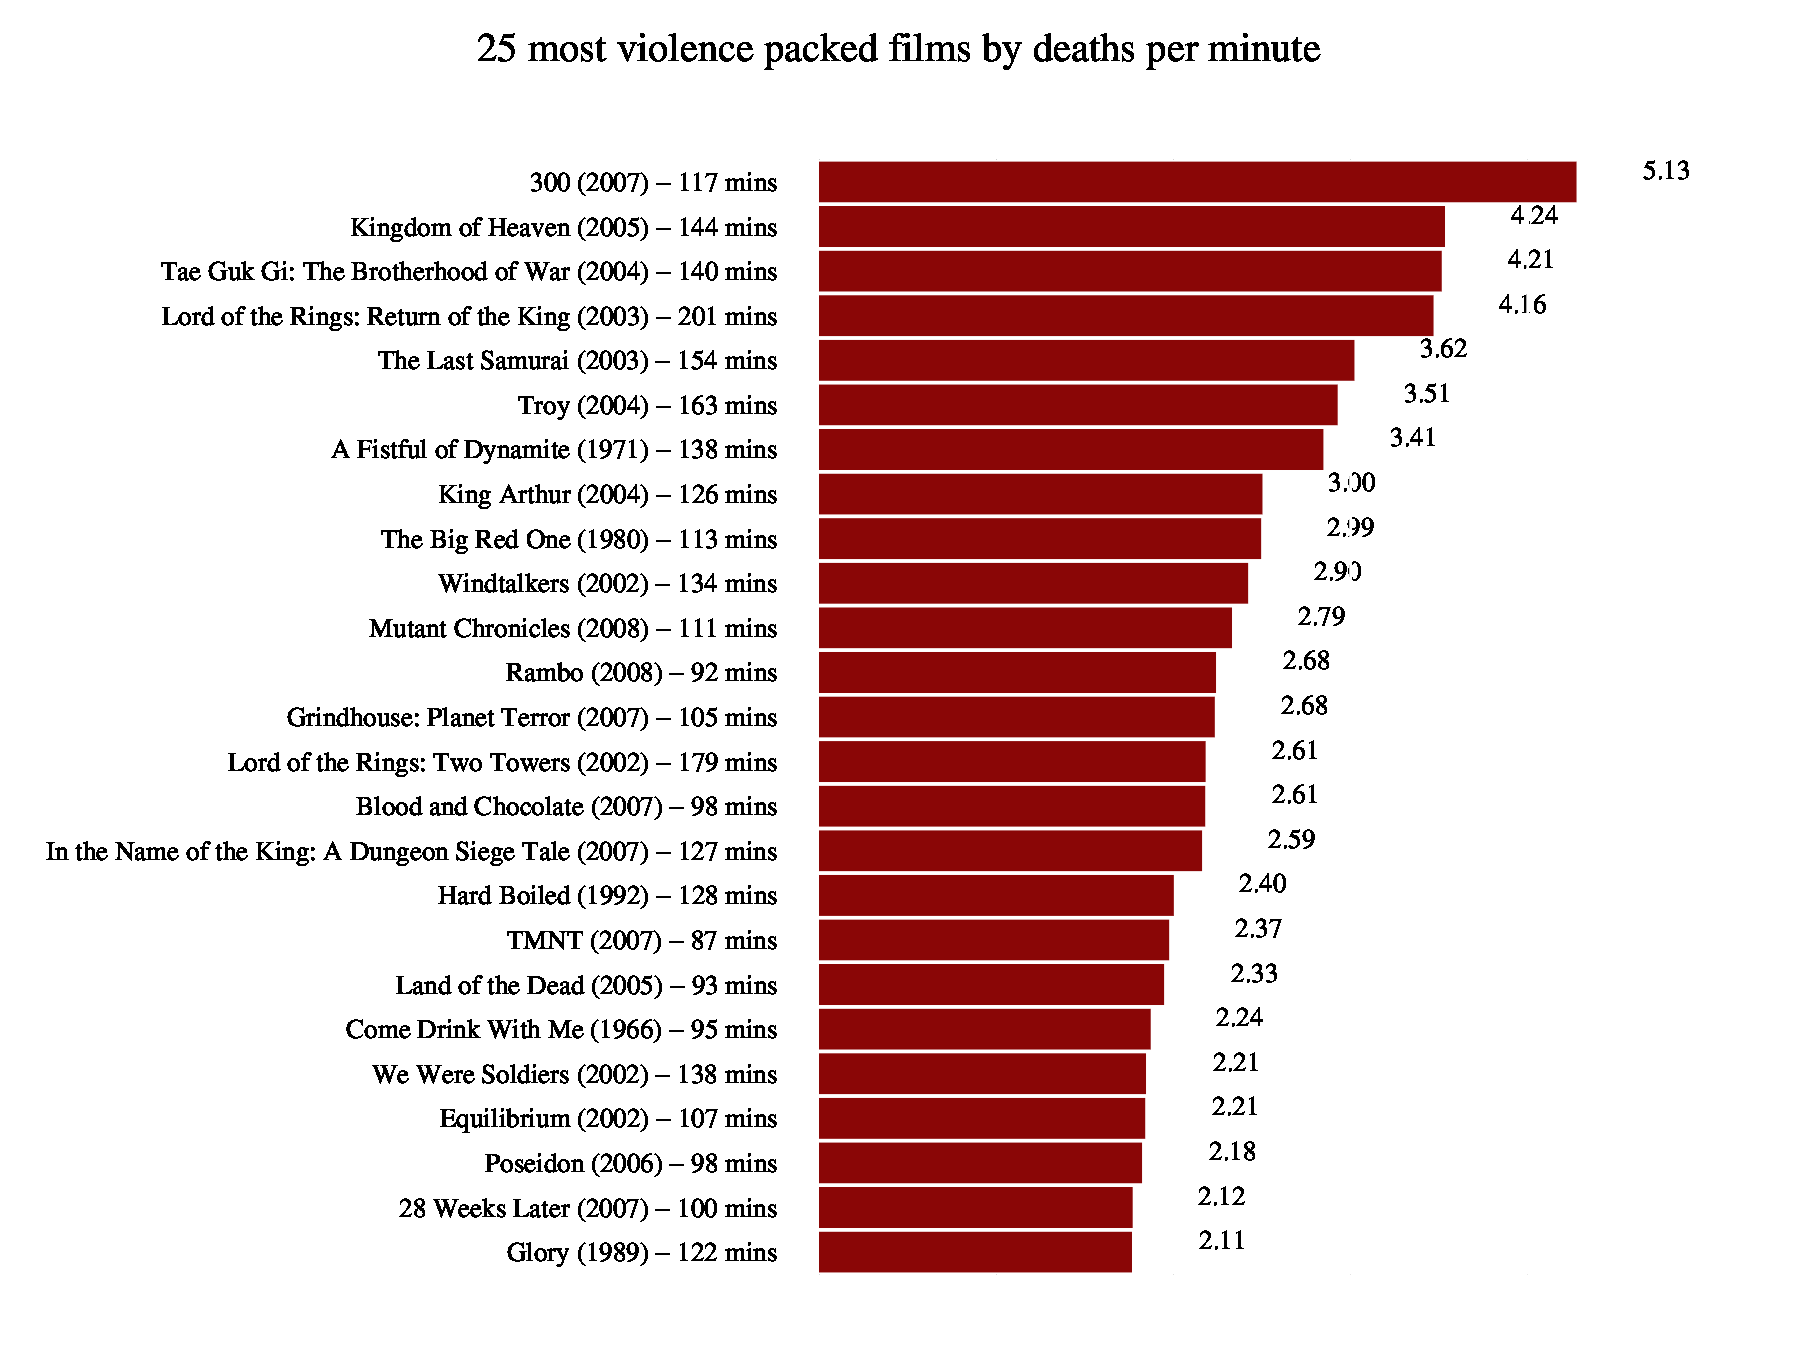 25 most violence packed films by deaths per minute
300 (2007) – 117 mins 5.13
Kingdom of Heaven (2005) – 144 mins 4.24
Tae Guk Gi: The Brotherhood of War (2004) – 140 mins 4.21
Lord of the Rings: Return of the King (2003) – 201 mins 4.16
The Last Samurai (2003) – 154 mins 3.62
Troy (2004) – 163 mins 3.51
A Fistful of Dynamite (1971) – 138 mins 3.41
King Arthur (2004) – 126 mins 3.00
The Big Red One (1980) – 113 mins 2.99
Windtalkers (2002) – 134 mins 2.90
Mutant Chronicles (2008) – 111 mins 2.79
Rambo (2008) – 92 mins 2.68
Grindhouse: Planet Terror (2007) – 105 mins 2.68
Lord of the Rings: Two Towers (2002) – 179 mins 2.61
Blood and Chocolate (2007) – 98 mins 2.61
In the Name of the King: A Dungeon Siege Tale (2007) – 127 mins 2.59
Hard Boiled (1992) – 128 mins 2.40
TMNT (2007) – 87 mins 2.37
Land of the Dead (2005) – 93 mins 2.33
Come Drink With Me (1966) – 95 mins 2.24
We Were Soldiers (2002) – 138 mins 2.21
Equilibrium (2002) – 107 mins 2.21
Poseidon (2006) – 98 mins 2.18
28 Weeks Later (2007) – 100 mins 2.12
Glory (1989) – 122 mins 2.11